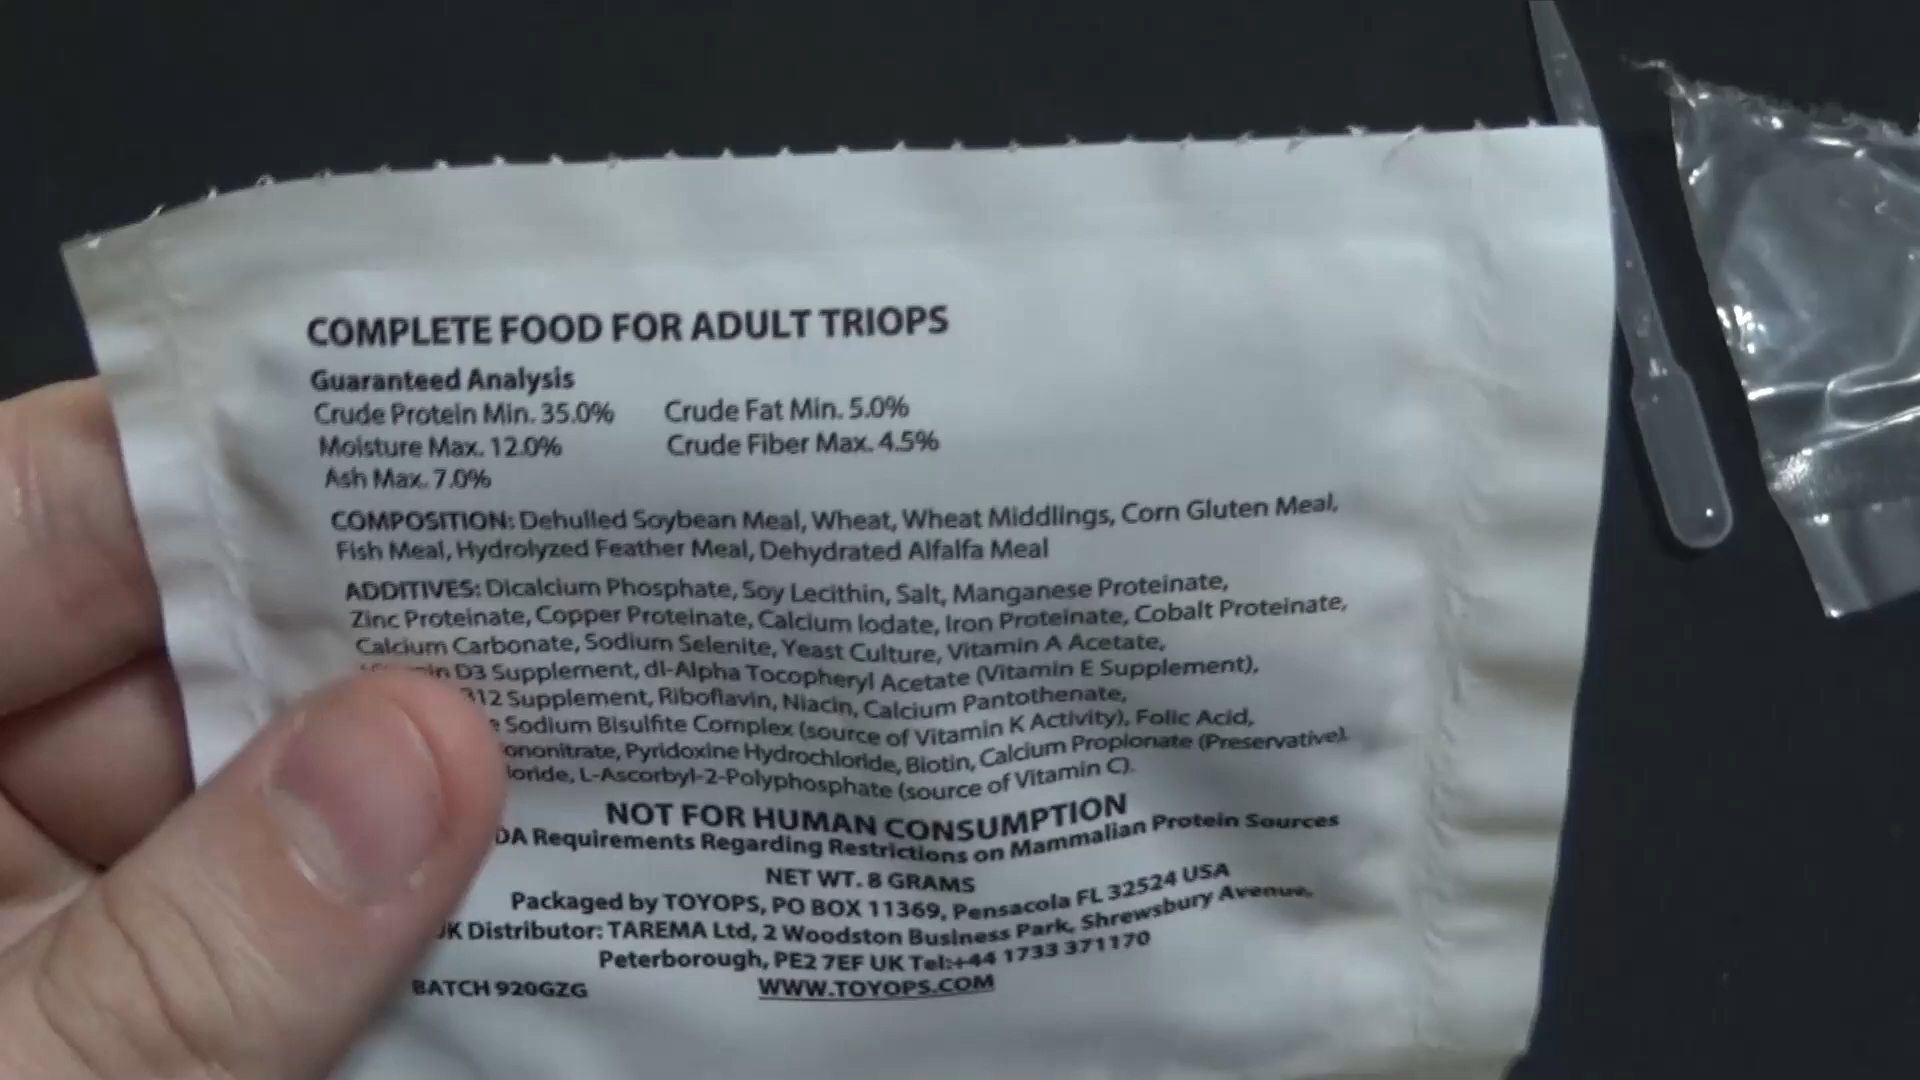 COMPLETE FOOD FOR ADULT TRIOPS
Guaranteed Analysis
Crude Protein Min. 35.0% Crude Fat Min. 5.0%
Moisture Max. 12.0% Crude Fiber Max. 4.5%
Ash Max. 7.0%
COMPOSITION: Dehulled Soybean Meal, Wheat, Wheat Middlings, Corn Gluten Meal,
Fish Meal, Hydrolyzed Feather Meal, Dehydrated Alfalfa Meal
ADDITIVES: Dicalcium Phosphate, Soy Lecithin, Salt, Manganese Proteinate,
Zinc Proteinate, Copper Proteinate, Calcium Iodate, Iron Proteinate, Cobalt Proteinate,
Calcium Carbonate, Sodium Selenite, Yeast Culture, Vitamin A Acetate,
D3 Supplement, dl-Alpha Tocopheryl Acetate (Vitamin E Supplement),
Supplement, Riboflavin, Niacin, Calcium Pantothenate,
Sodium Bisulfite Complex (source of Vitamin K Activity), Folic Acid,
Pyridoxine Hydrochloride, Biotin, Calcium Propionate (Preservative),
L-Ascorbyl-2-Polyphosphate (source of Vitamin C).
NOT FOR HUMAN CONSUMPTION
Requirements Regarding Restrictions on Mammalian Protein Sources
NET WT. 8 GRAMS
Packaged by TOYOPS, PO BOX 11369, Pensacola FL 32524 USA
UK Distributor: TAREMA Ltd, 2 Woodston Business Park, Shrewsbury Avenue,
Peterborough, PE2 7EF UK Tel:+44 1733 371170
BATCH 920GZG WWW.TOYOPS.COM